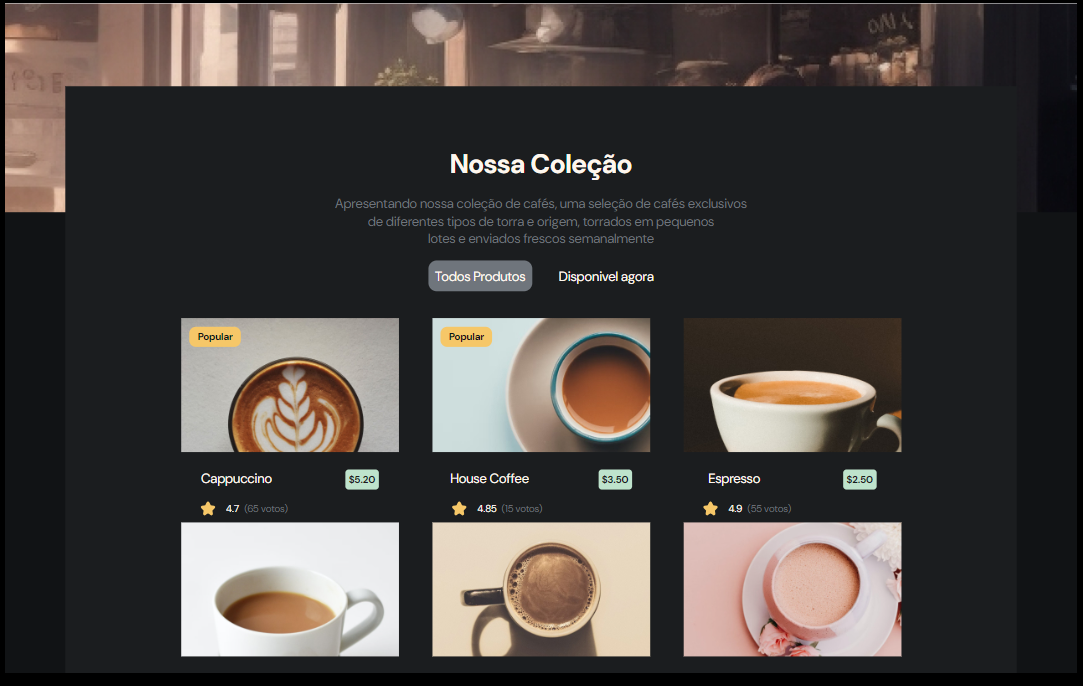 Nossa Coleção
Apresentando nossa coleção de cafés, uma seleção de cafés exclusivos
de diferentes tipos de torra e origem, torrados em pequenos
lotes e enviados frescos semanalmente
Todos Produtos Disponivel agora
Popular Popular
Cappuccino $5.20 House Coffee $3.50 Espresso $2.50
4.7 (65 votos) 4.85 (15 votos) 4.9 (55 votos)